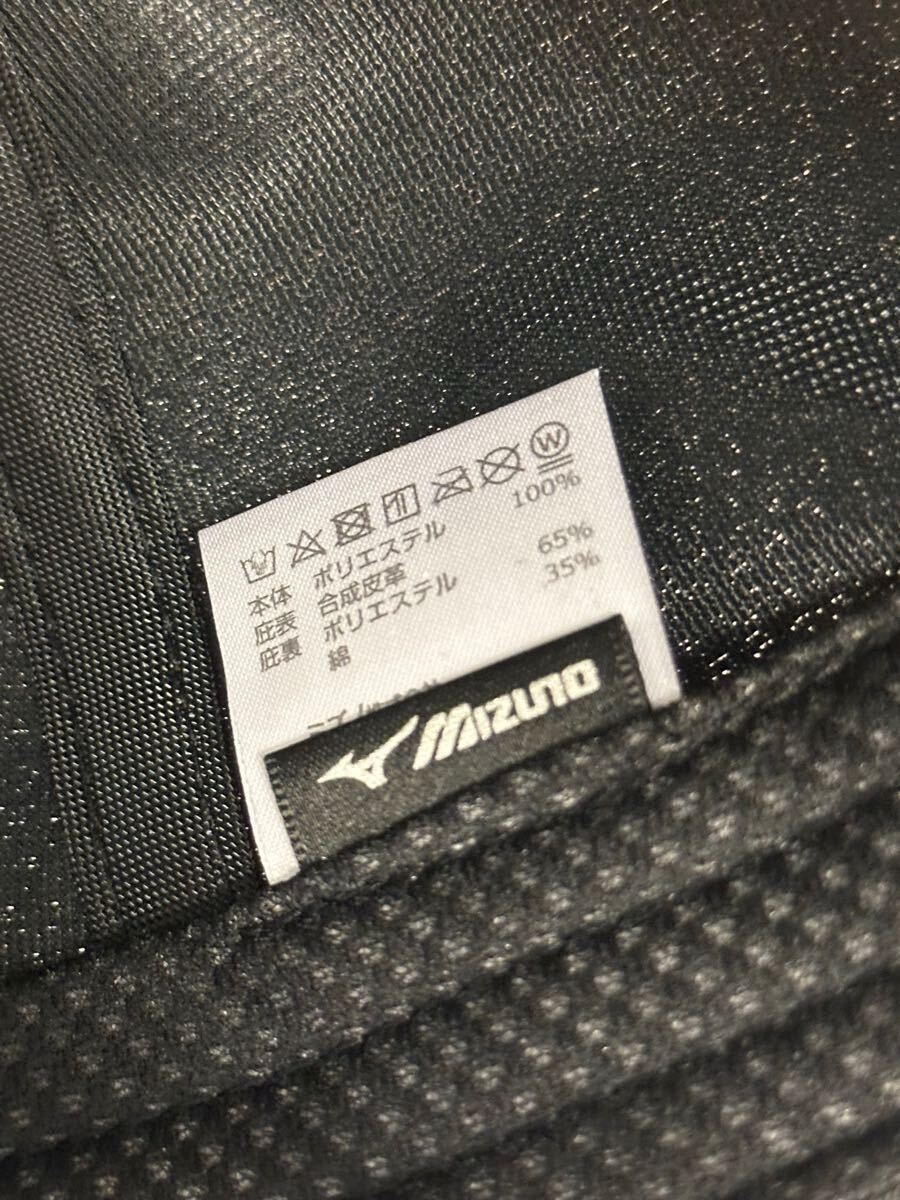 W
本体 ポリエステル 100%
庇表 合成皮革
庇裏 ポリエステル 65%
綿 35%
MIZUNO